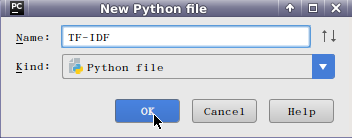 PC New Python file
Name: TF-IDF
Kind: Python file
OK Cancel Help